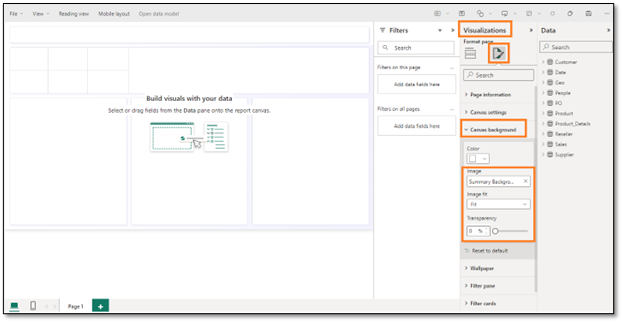 File
View
Reading view
Mobile layout
Open data model
Build visuals with your data
Select or drag fields from the Data pane onto the report canvas.
Page 1
Filters
Search
Filters on this page
...
Add data fields here
Filters on all pages
...
Add data fields here
Visualizations
Format page
Search
Page information
Canvas settings
Canvas background
Color
Image
Summary Backgro...
Image fit
Fit
Transparency
0 %
Reset to default
Wallpaper
Filter pane
Filter cards
Data
Search
Customer
Date
Geo
People
PO
Product
Product_Details
Reseller
Sales
Supplier